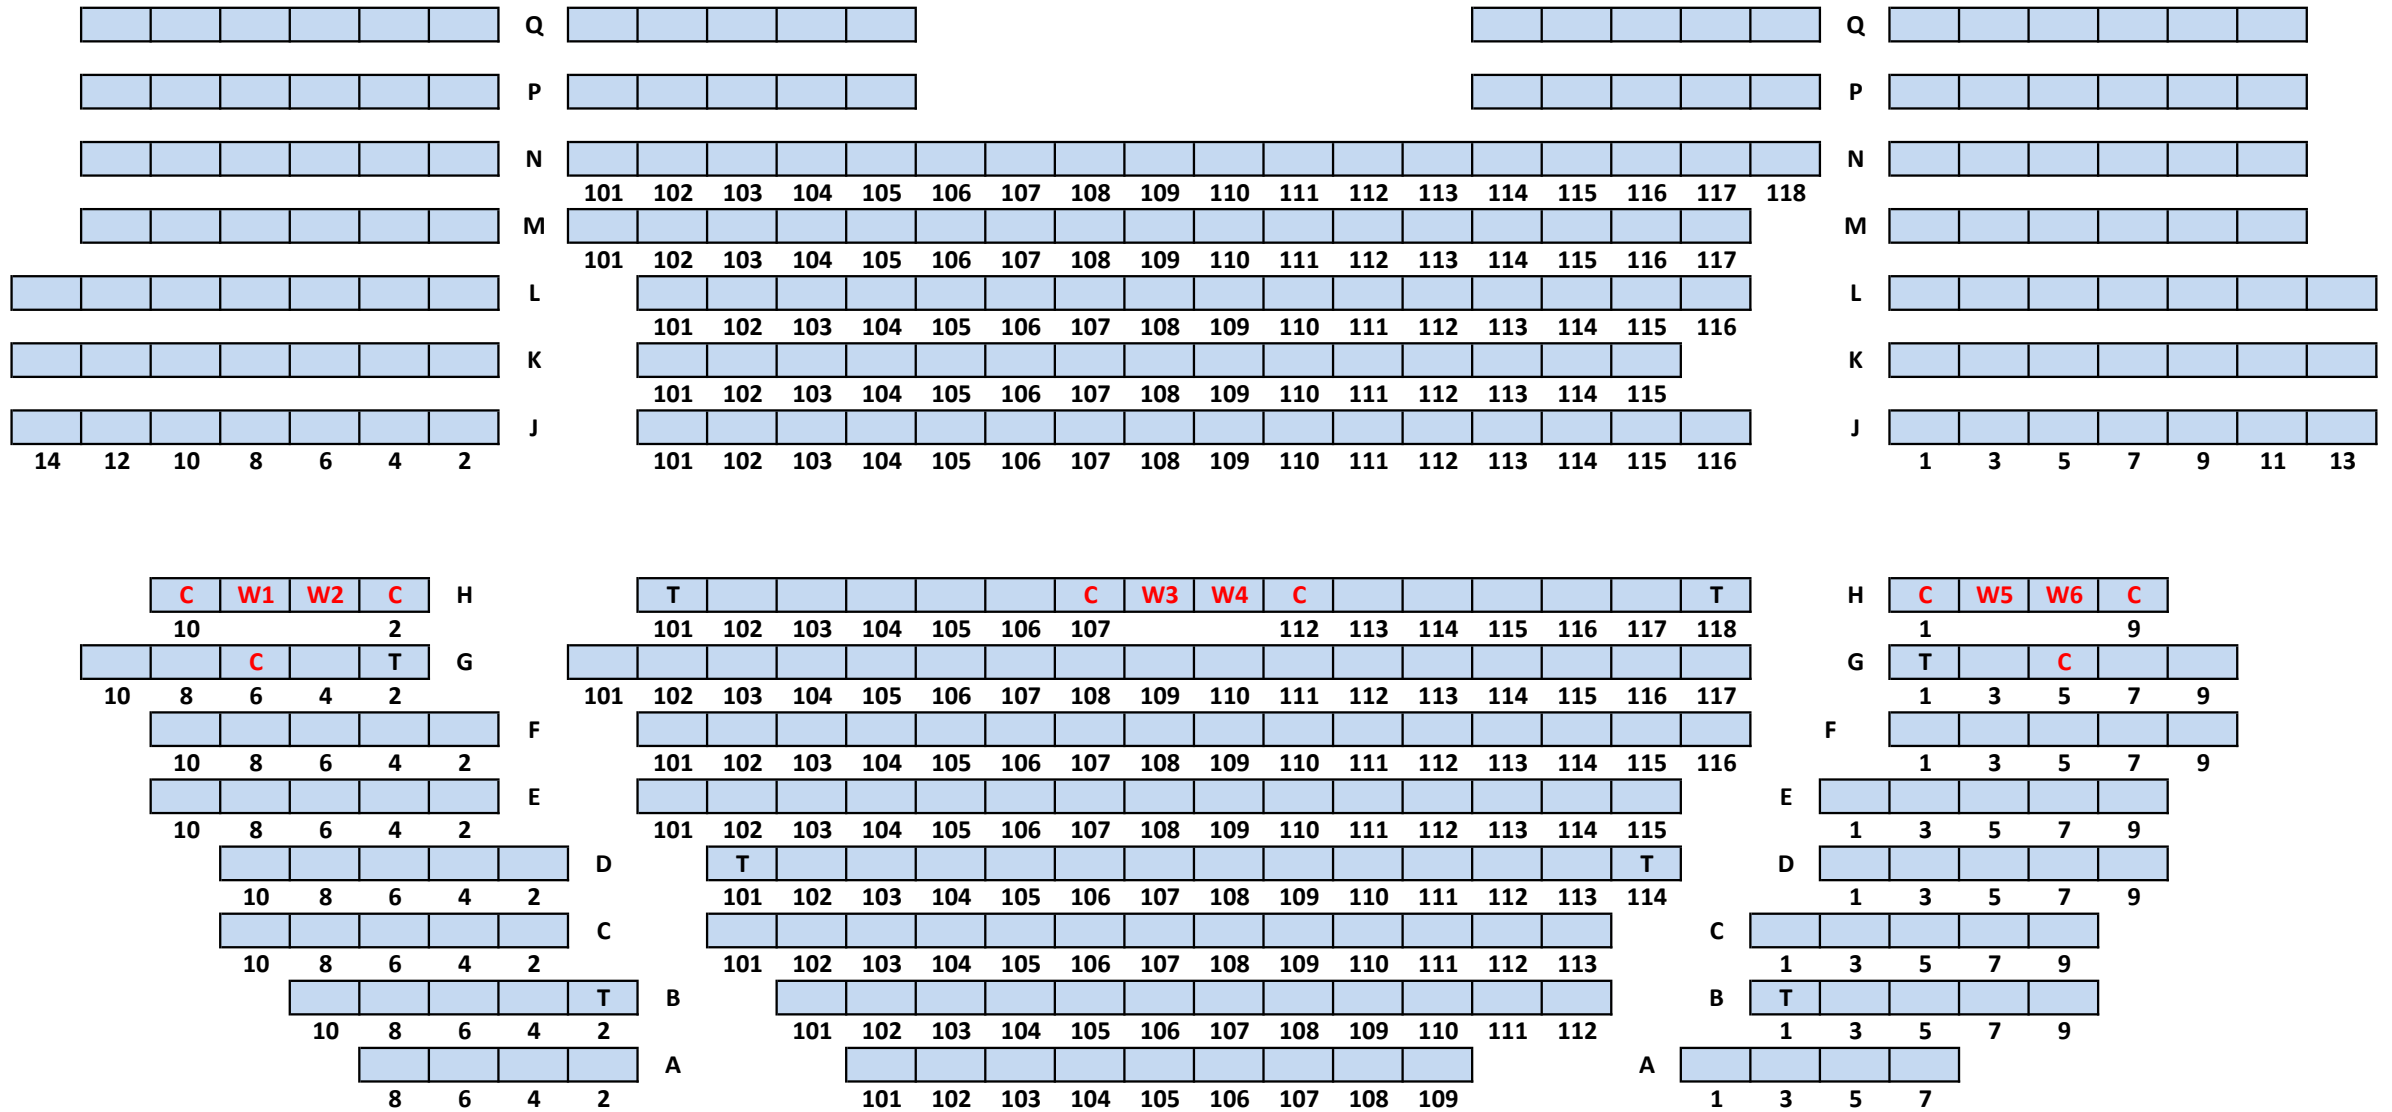 Q Q
P P
N N
101 102 103 104 105 106 107 108 109 110 111 112 113 114 115 116 117 118
M M
101 102 103 104 105 106 107 108 109 110 111 112 113 114 115 116 117
L L
101 102 103 104 105 106 107 108 109 110 111 112 113 114 115 116
K K
101 102 103 104 105 106 107 108 109 110 111 112 113 114 115
J J
14 12 10 8 6 4 2 101 102 103 104 105 106 107 108 109 110 111 112 113 114 115 116 1 3 5 7 9 11 13
C W1 W2 C H T C W3 W4 C T H C W5 W6 C
10 2 101 102 103 104 105 106 107 112 113 114 115 116 117 118 1 9
C T G G T C
10 8 6 4 2 101 102 103 104 105 106 107 108 109 110 111 112 113 114 115 116 117 1 3 5 7 9
F F
10 8 6 4 2 101 102 103 104 105 106 107 108 109 110 111 112 113 114 115 116 1 3 5 7 9
E E
10 8 6 4 2 101 102 103 104 105 106 107 108 109 110 111 112 113 114 115 1 3 5 7 9
D T T D
10 8 6 4 2 101 102 103 104 105 106 107 108 109 110 111 112 113 114 1 3 5 7 9
C C
10 8 6 4 2 101 102 103 104 105 106 107 108 109 110 111 112 113 1 3 5 7 9
T B B T
10 8 6 4 2 101 102 103 104 105 106 107 108 109 110 111 112 1 3 5 7 9
A A
8 6 4 2 101 102 103 104 105 106 107 108 109 1 3 5 7